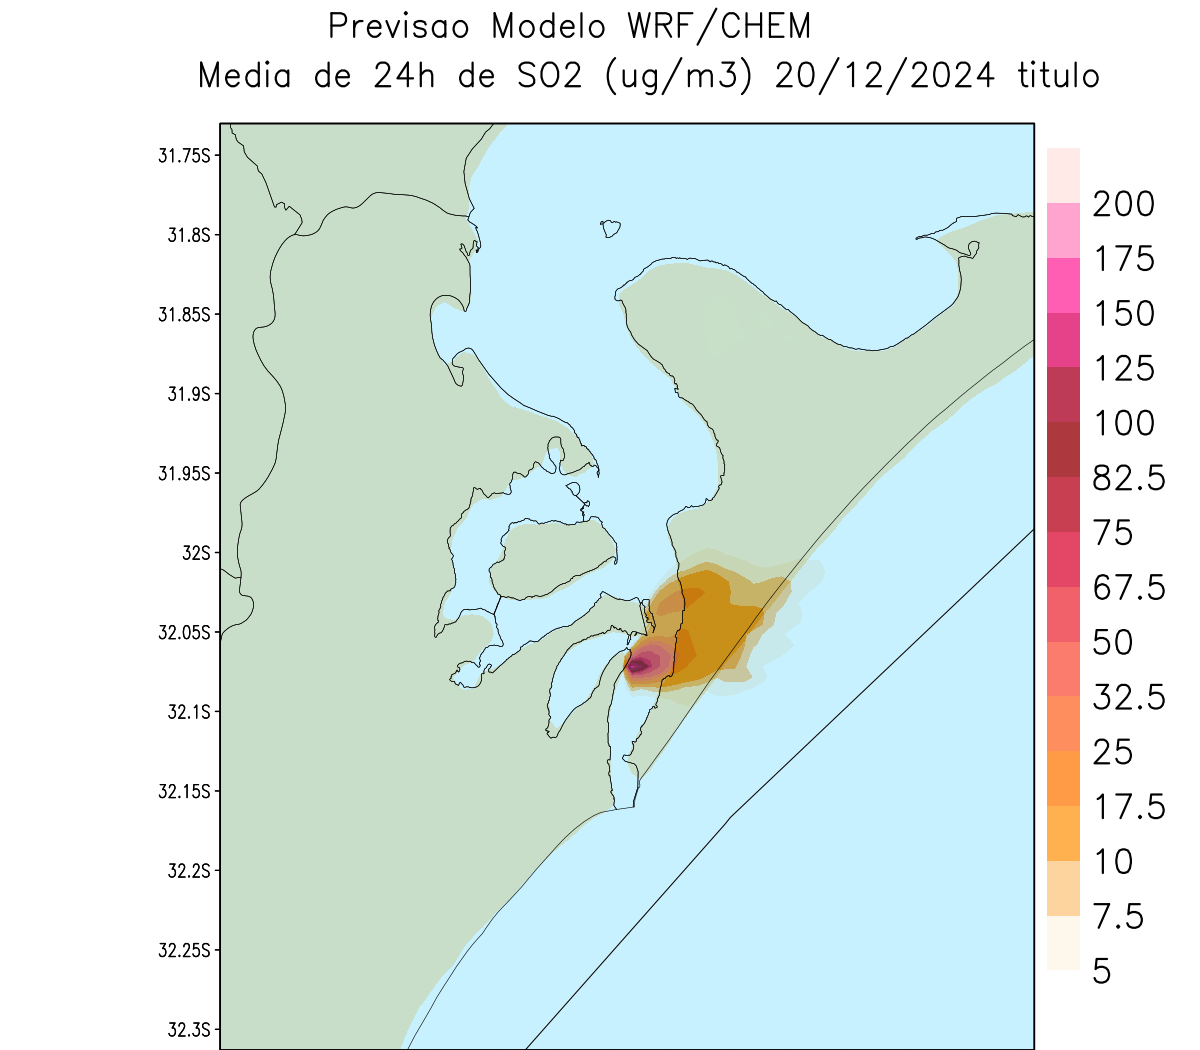 Previsao Modelo WRF/CHEM
Media de 24h de SO2 (ug/m3) 20/12/2024 titulo
31.75S
31.8S
31.85S
31.9S
31.95S
32S
32.05S
32.1S
32.15S
32.2S
32.25S
32.3S
200
175
150
125
100
82.5
75
67.5
50
32.5
25
17.5
10
7.5
5